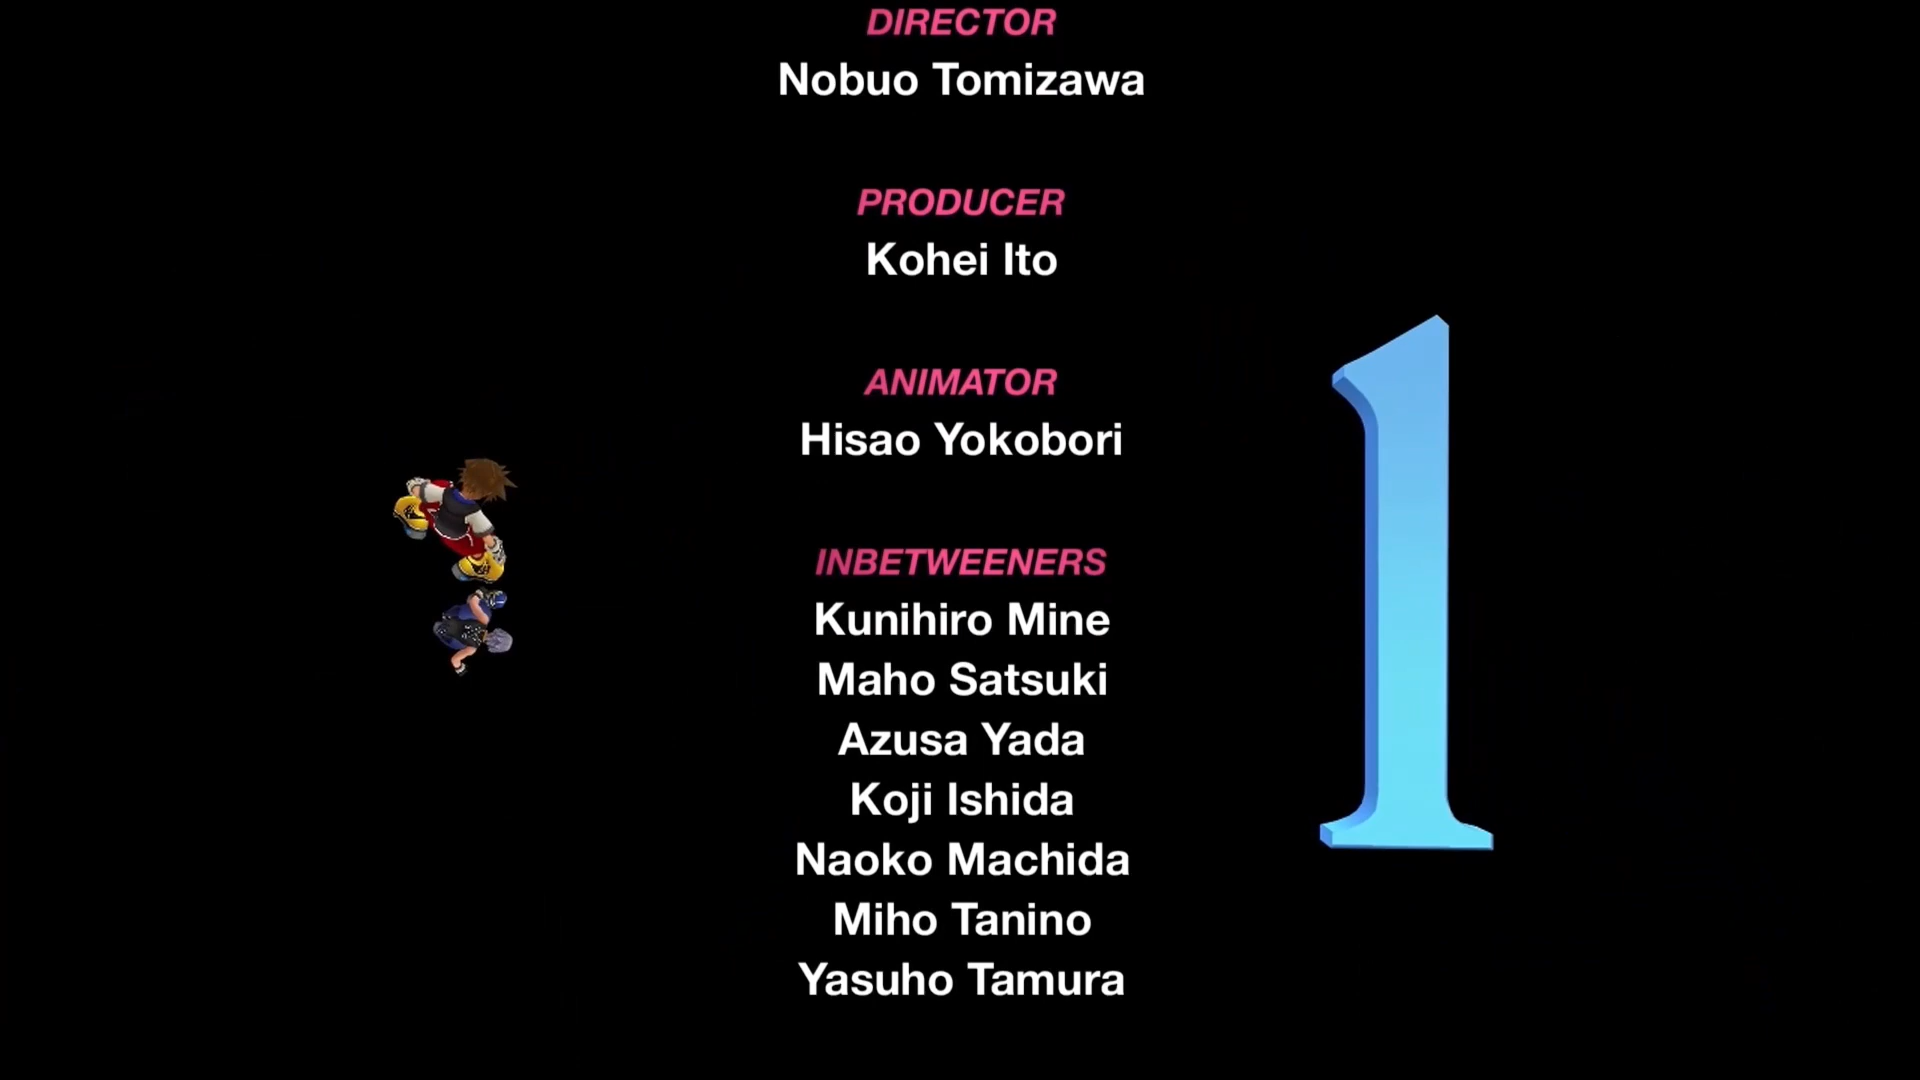 DIRECTOR
Nobuo Tomizawa
PRODUCER
Kohei Ito
ANIMATOR
Hisao Yokobori
INBETWEENERS
Kunihiro Mine
Maho Satsuki
Azusa Yada
Koji Ishida
Naoko Machida
Miho Tanino
Yasuho Tamura
1